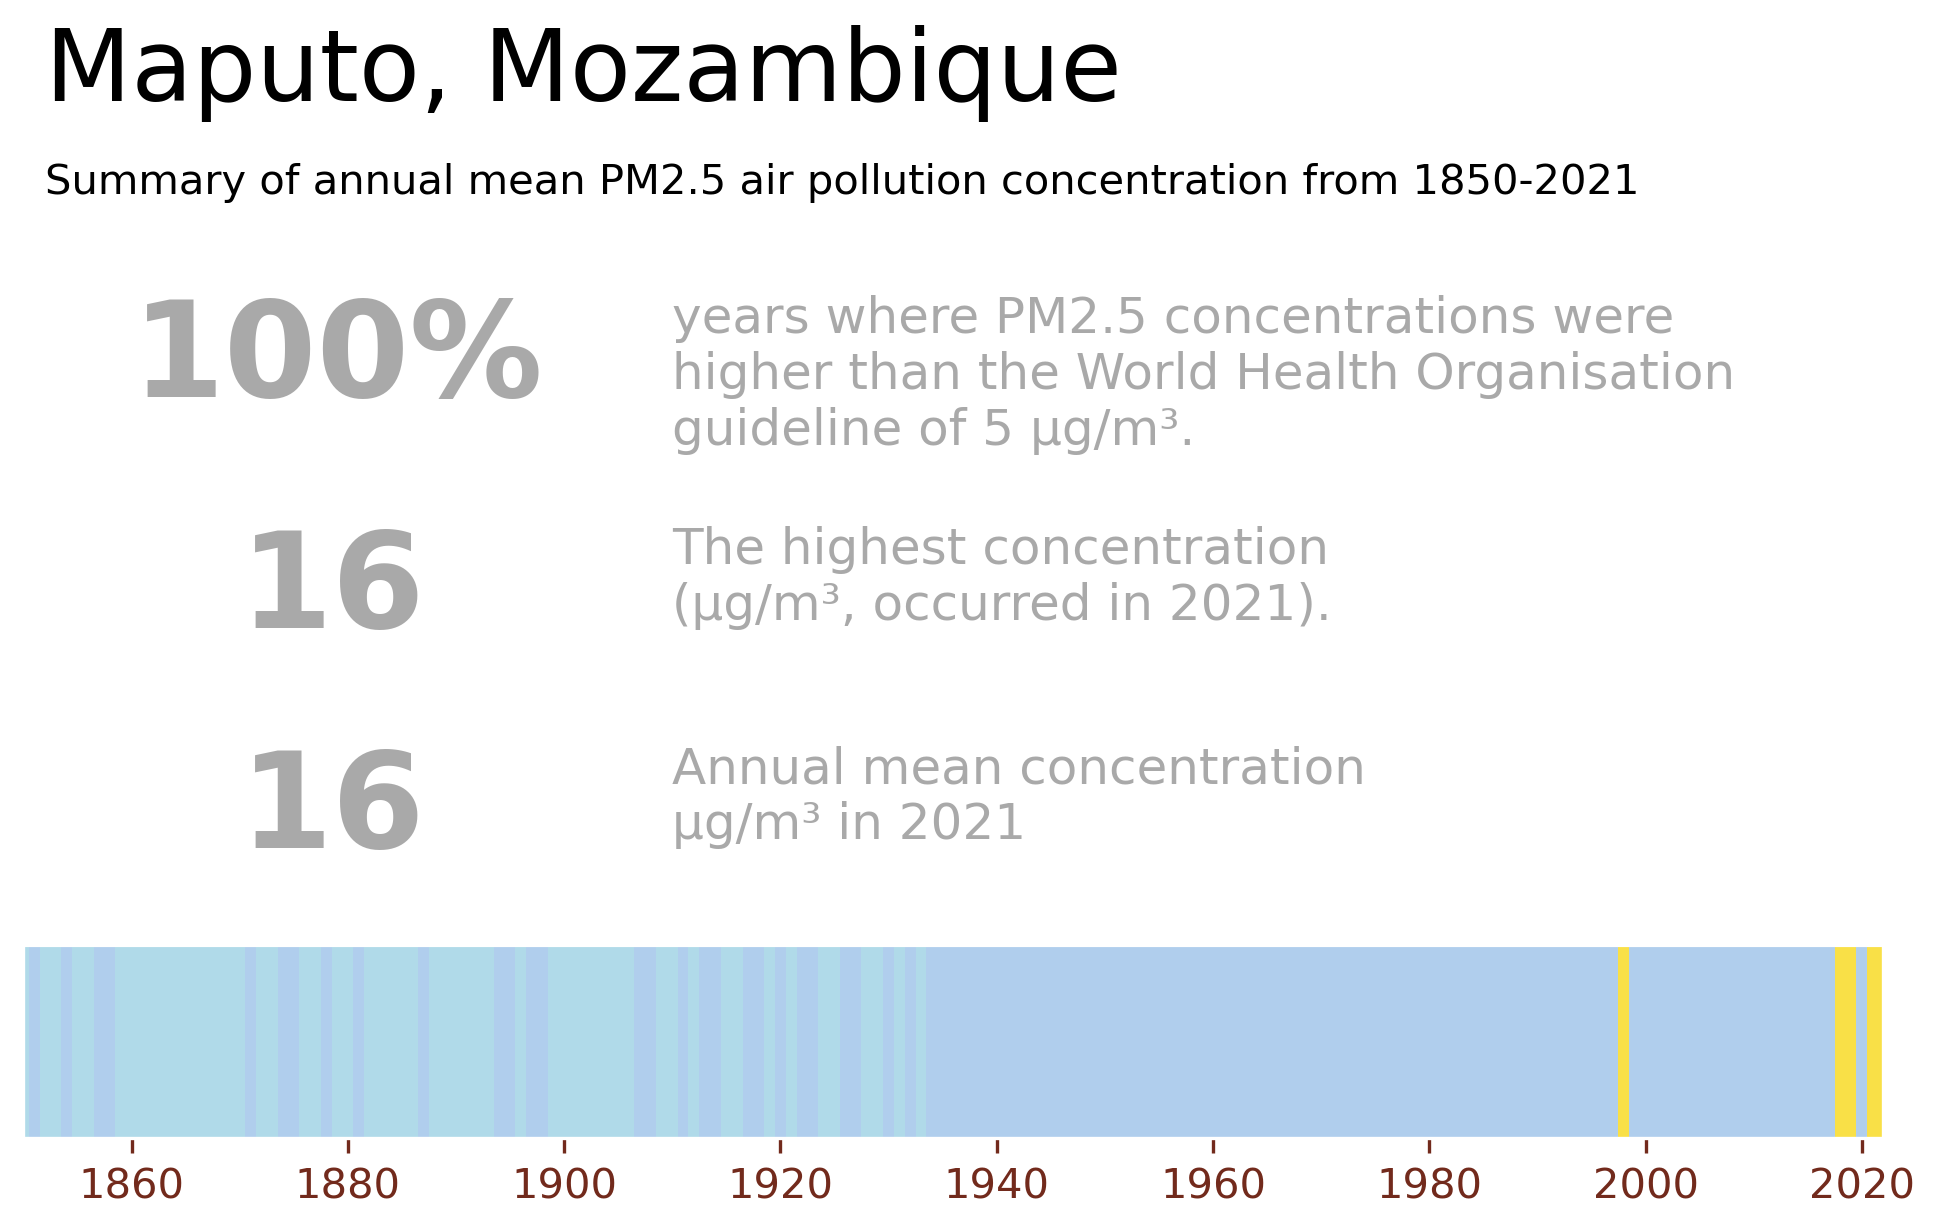 Maputo, Mozambique
Summary of annual mean PM2.5 air pollution concentration from 1850-2021
100%
years where PM2.5 concentrations were
higher than the World Health Organisation
guideline of 5 μg/m³.
16
The highest concentration
(μg/m³, occurred in 2021).
16
Annual mean concentration
μg/m³ in 2021
1860 1880 1900 1920 1940 1960 1980 2000 2020